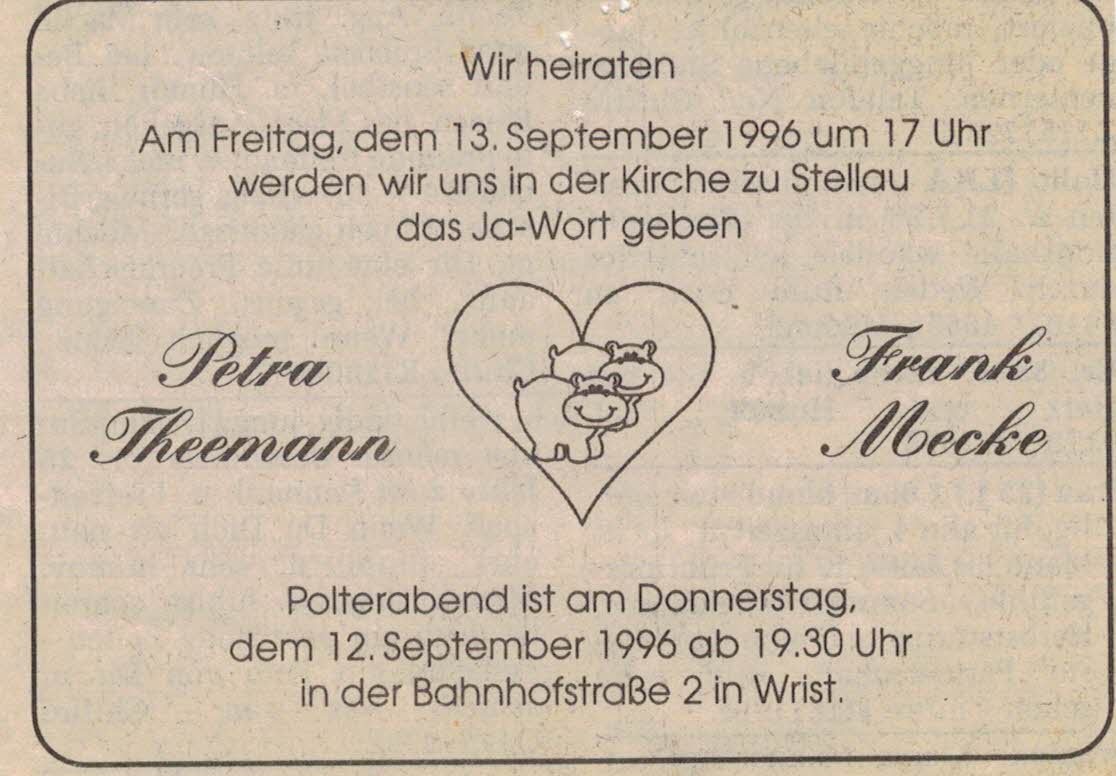 Wir heiraten
Am Freitag, dem 13. September 1996 um 17 Uhr
werden wir uns in der Kirche zu Stellau
das Ja-Wort geben
Petra
Theemann
Frank
Mecke
Polterabend ist am Donnerstag,
dem 12. September 1996 ab 19.30 Uhr
in der Bahnhofstraße 2 in Wrist.